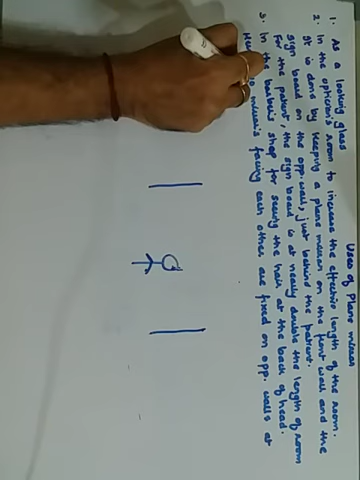 Uses of Plane mirrors
1. As a looking glass
2. In the optician's room to increase the effective length of the room.
It is done by keeping a plane mirror on the front wall and the
sign board on the opp. wall, just behind the patient.
For the patient, the sign board is at nearly double the length of room
3. In the barber's shop for seeing the hair at the back of head.
mirrors facing each other are fixed on opp. walls at